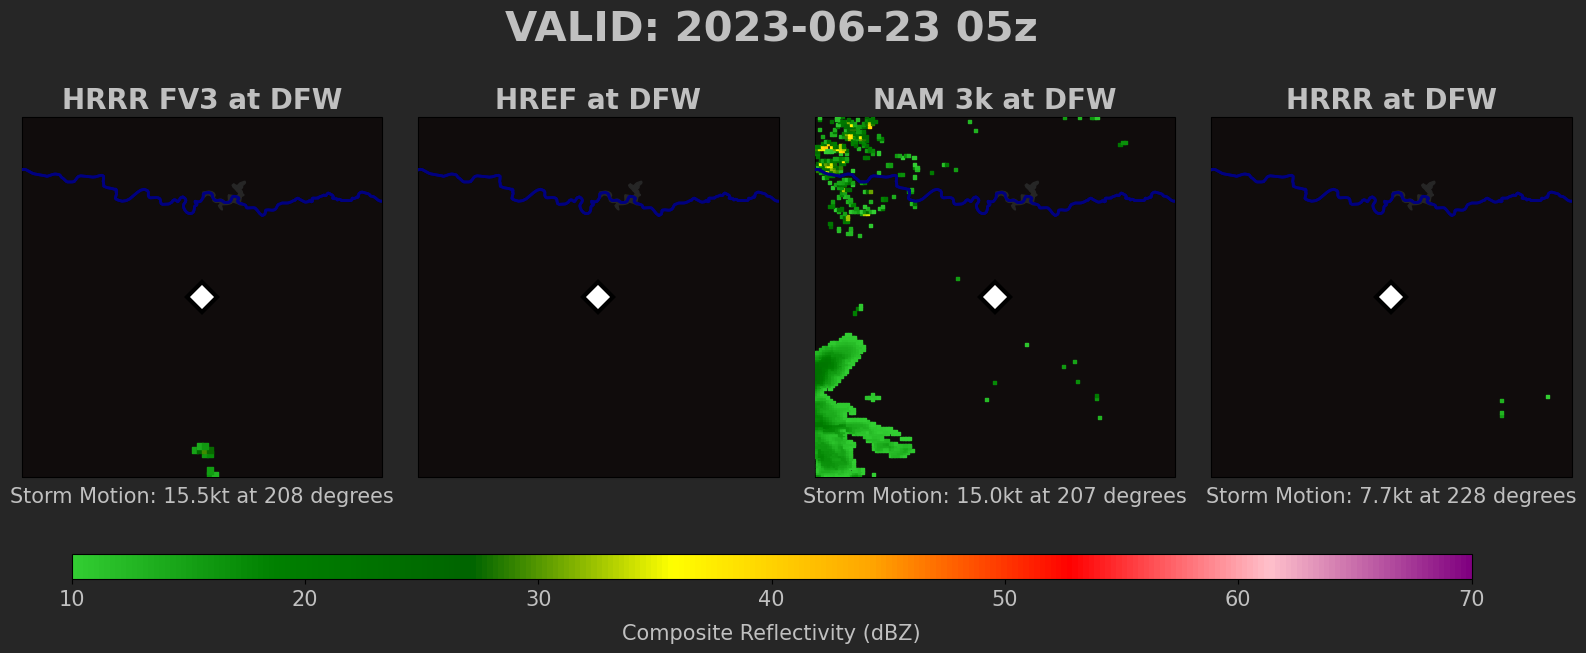 VALID: 2023-06-23 05z
HRRR FV3 at DFW
HREF at DFW
NAM 3k at DFW
HRRR at DFW
Storm Motion: 15.5kt at 208 degrees
Storm Motion: 15.0kt at 207 degrees
Storm Motion: 7.7kt at 228 degrees
10 20 30 40 50 60 70
Composite Reflectivity (dBZ)